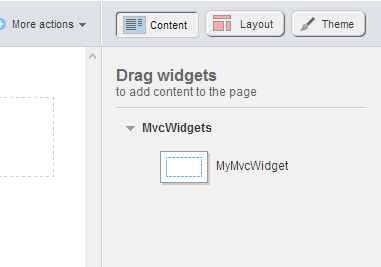 More actions
Content
Layout
Theme
Drag widgets
to add content to the page
MvcWidgets
MyMvcWidget